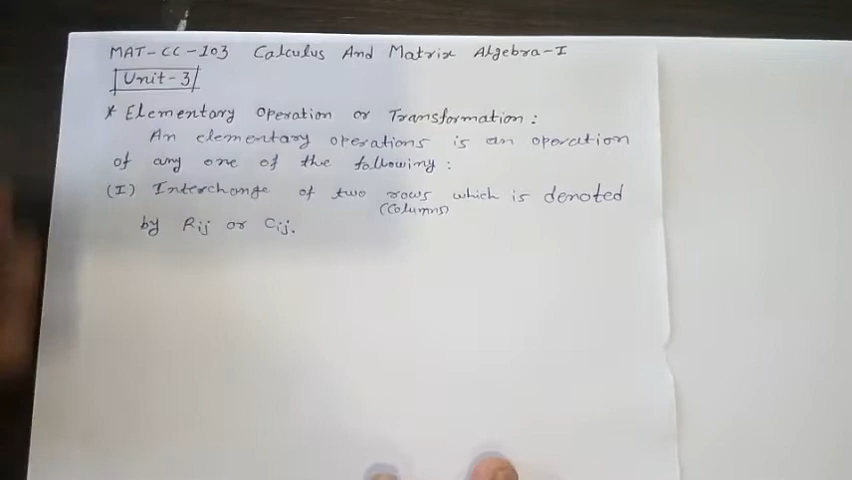 MAT-CC-103 Calculus And Matrix Algebra-I
Unit-3
* Elementary Operation or Transformation:
An elementary operations is an operation
of any one of the following:
(I) Interchange of two rows which is denoted
(Columns)
by Rij or Cij.